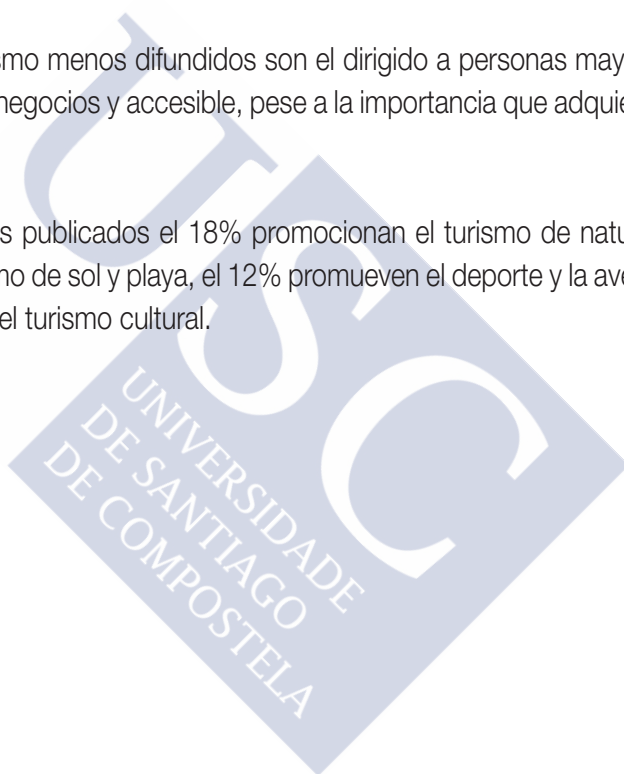 smo menos difundidos son el dirigido a personas may
negocios y accesible, pese a la importancia que adquie
s publicados el 18% promocionan el turismo de natu
no de sol y playa, el 12% promueven el deporte y la ave
el turismo cultural.
USC
UNIVERSIDADE
DE SANTIAGO
DE COMPOSTELA